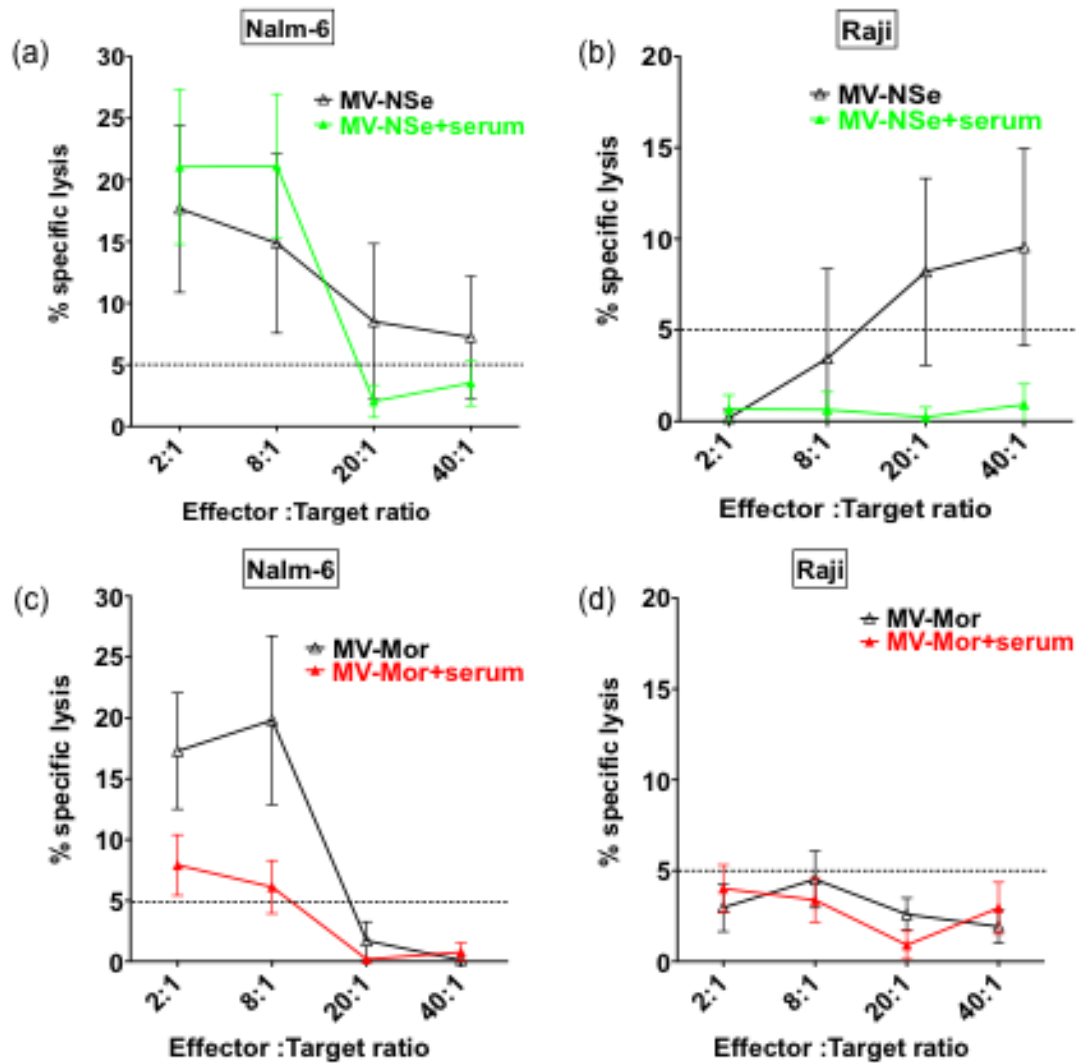 Nalm-6
(a)
MV-NSe
MV-NSe+serum
% specific lysis
30
25
20
15
10
5
0
2:1
8:1
20:1
40:1
Effector :Target ratio
Raji
(b)
MV-NSe
MV-NSe+serum
% specific lysis
20
15
10
5
0
2:1
8:1
20:1
40:1
Effector :Target ratio
Nalm-6
(c)
MV-Mor
MV-Mor+serum
% specific lysis
30
25
20
15
10
5
0
2:1
8:1
20:1
40:1
Effector :Target ratio
Raji
(d)
MV-Mor
MV-Mor+serum
% specific lysis
20
15
10
5
0
2:1
8:1
20:1
40:1
Effector :Target ratio